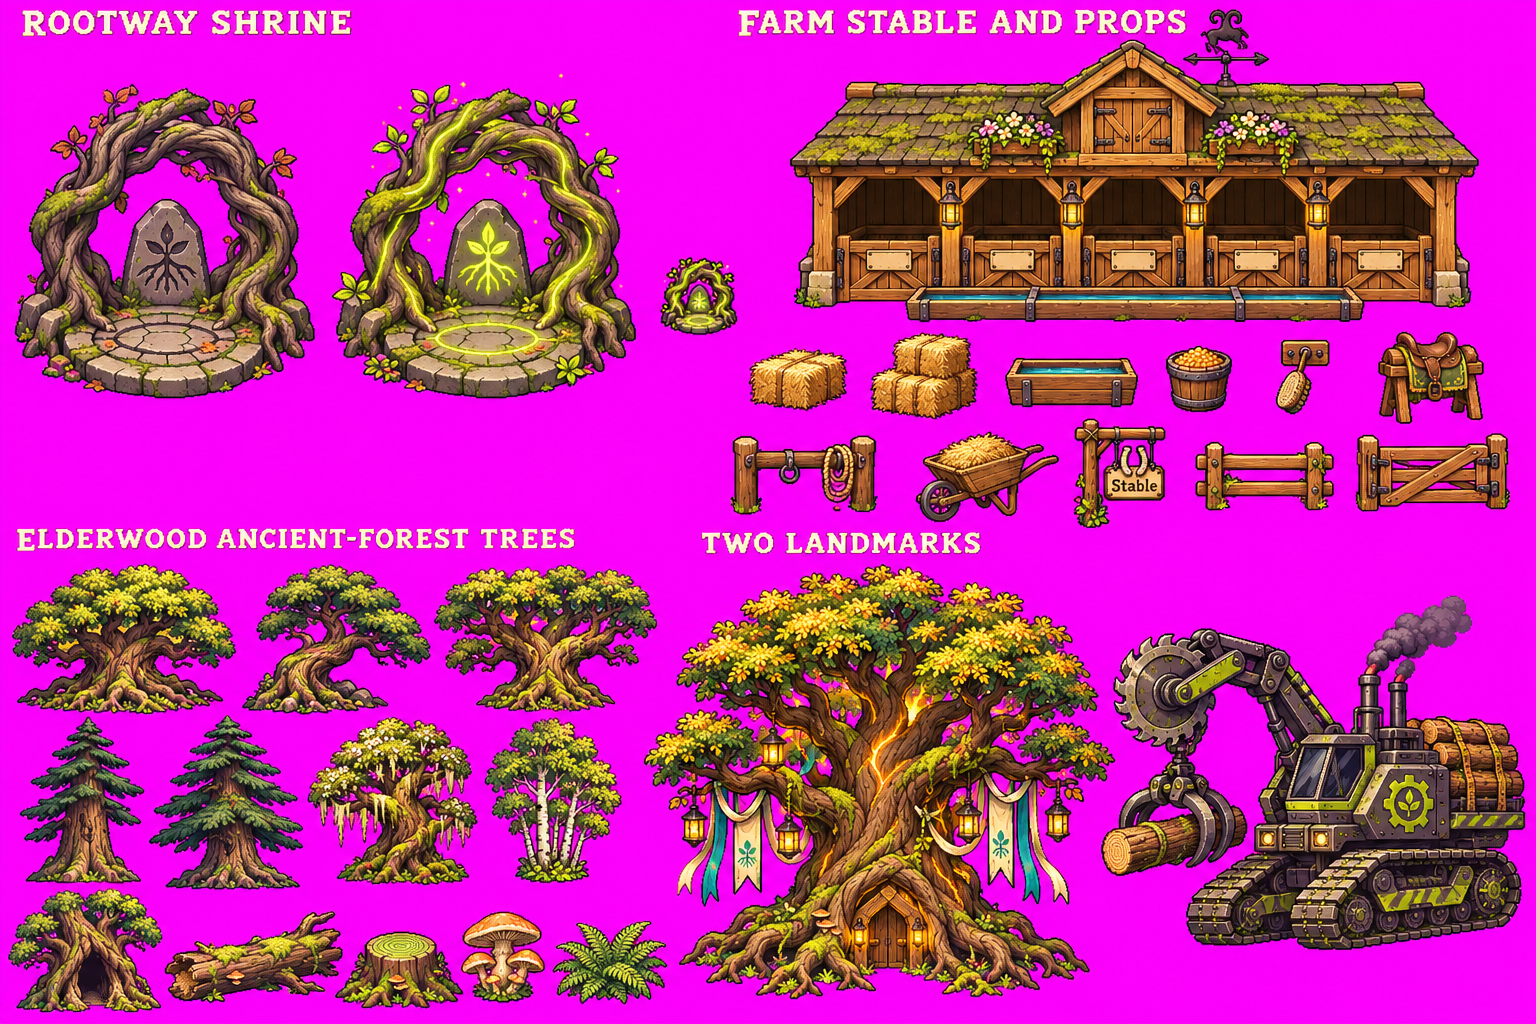 Rootway Shrine
Farm Stable and Props
Stable
Elderwood Ancient-Forest Trees
Two Landmarks